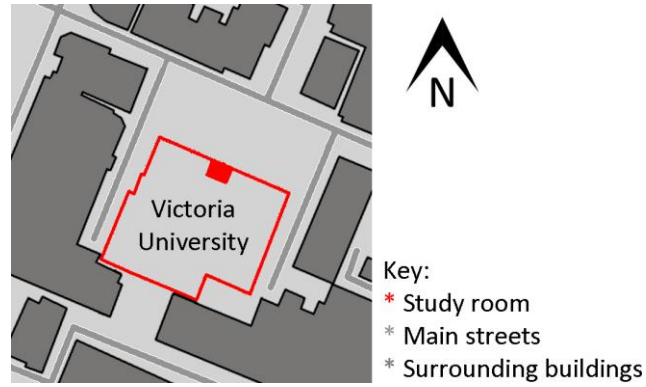 N
Victoria
University
Key:
* Study room
* Main streets
* Surrounding buildings